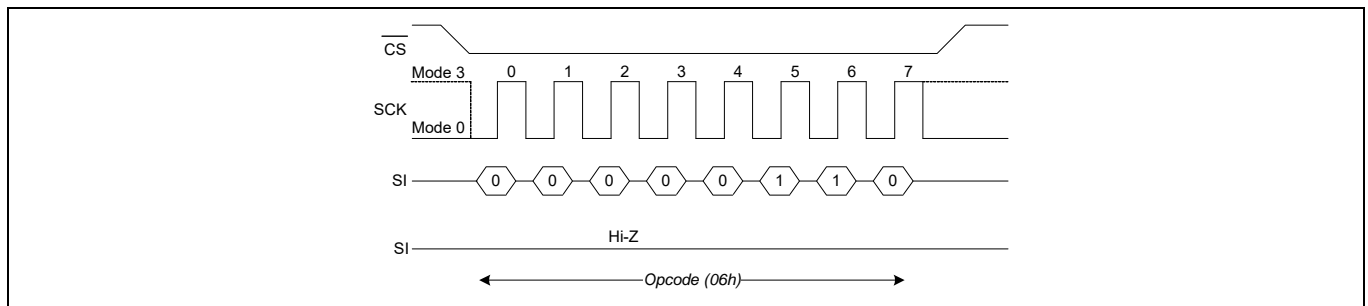 CS
Mode 3 0 1 2 3 4 5 6 7
SCK
Mode 0
SI 0 0 0 0 0 1 1 0
Hi-Z
SI
Opcode (06h)